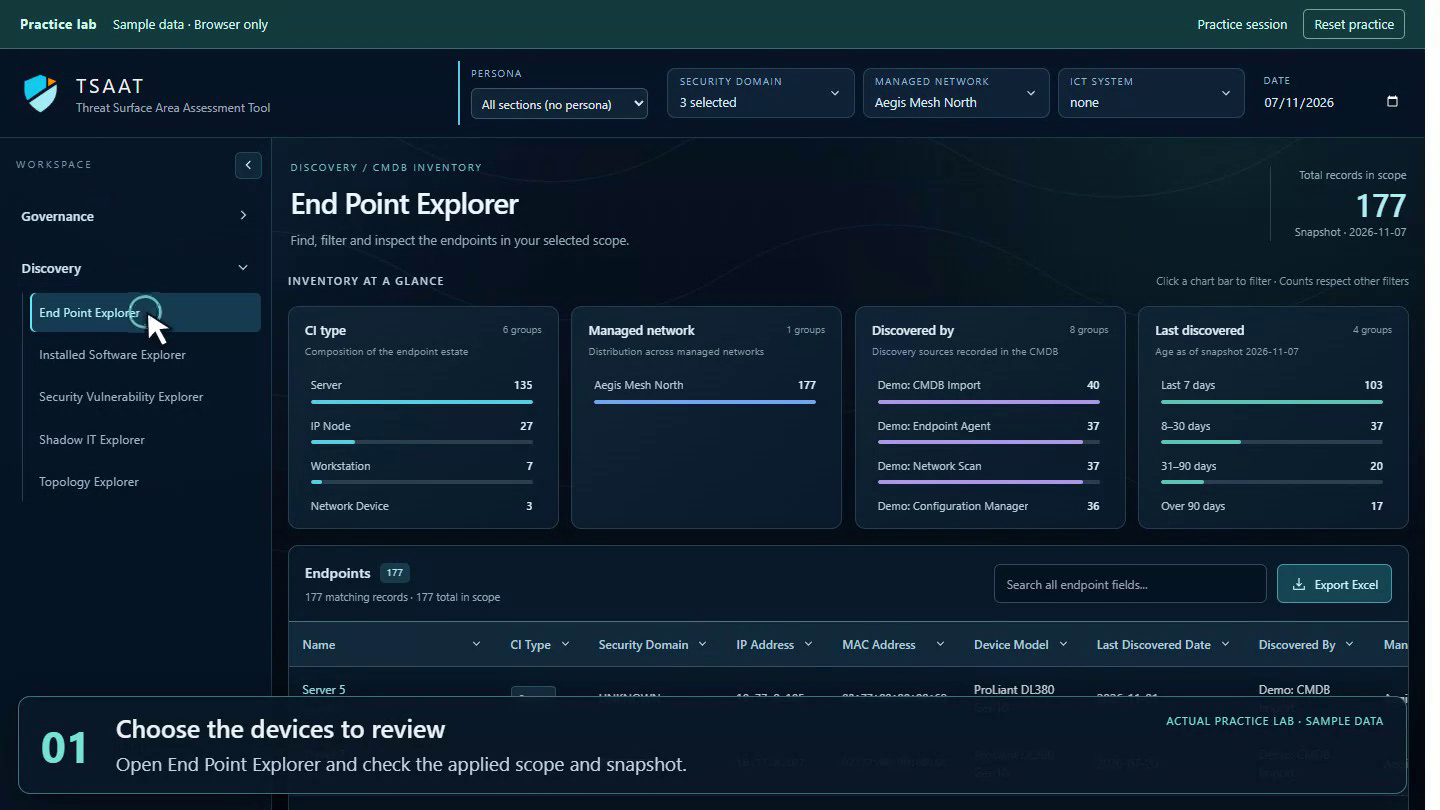 Practice lab
Sample data · Browser only
Practice session
Reset practice
TSAAT
Threat Surface Area Assessment Tool
PERSONA
All sections (no persona)
SECURITY DOMAIN
3 selected
MANAGED NETWORK
Aegis Mesh North
ICT SYSTEM
none
DATE
07/11/2026
WORKSPACE
Governance
Discovery
End Point Explorer
Installed Software Explorer
Security Vulnerability Explorer
Shadow IT Explorer
Topology Explorer
DISCOVERY / CMDB INVENTORY
End Point Explorer
Find, filter and inspect the endpoints in your selected scope.
Total records in scope
177
Snapshot · 2026-11-07
INVENTORY AT A GLANCE
Click a chart bar to filter · Counts respect other filters
CI type
6 groups
Composition of the endpoint estate
Server 135
IP Node 27
Workstation 7
Network Device 3
Managed network
1 groups
Distribution across managed networks
Aegis Mesh North 177
Discovered by
8 groups
Discovery sources recorded in the CMDB
Demo: CMDB Import 40
Demo: Endpoint Agent 37
Demo: Network Scan 37
Demo: Configuration Manager 36
Last discovered
4 groups
Age as of snapshot 2026-11-07
Last 7 days 103
8–30 days 37
31–90 days 20
Over 90 days 17
Endpoints 177
177 matching records · 177 total in scope
Search all endpoint fields...
Export Excel
Name CI Type Security Domain IP Address MAC Address Device Model Last Discovered Date Discovered By Man
Server 5 ProLiant DL380 Demo: CMDB
01
Choose the devices to review
Open End Point Explorer and check the applied scope and snapshot.
ACTUAL PRACTICE LAB · SAMPLE DATA